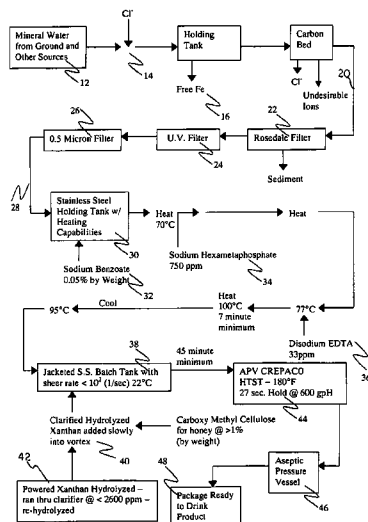 Cl⁻
Mineral Water
from Ground and
Other Sources
12
14
Holding
Tank
Carbon
Bed
Free Fe
16
Cl⁻
Undesirable
Ions
20
26
0.5 Micron Filter
U.V. Filter
24
22
Rosedale Filter
Sediment
28
Stainless Steel
Holding Tank w/
Heating
Capabilities
30
Heat
70°C
Heat
Sodium Hexametaphosphate
750 ppm
34
Sodium Benzoate
0.05% by Weight
32
95°C
Cool
Heat
100°C
7 minute
minimum
77°C
Disodium EDTA
33ppm
36
38
Jacketed S.S. Batch Tank with
shear rate < 10² (1/sec) 22°C
45 minute
minimum
APV CREPACO
HTST – 180°F
27 sec. Hold @ 600 gpH
44
Clarified Hydrolyzed
Xanthan added slowly
into vortex
40
Carboxy Methyl Cellulose
for honey @ >1%
(by weight)
42
Powered Xanthan Hydrolyzed –
ran thru clarifier @ < 2600 ppm –
re-hydrolyzed
48
Package Ready
to Drink
Product
Aseptic
Pressure
Vessel
46